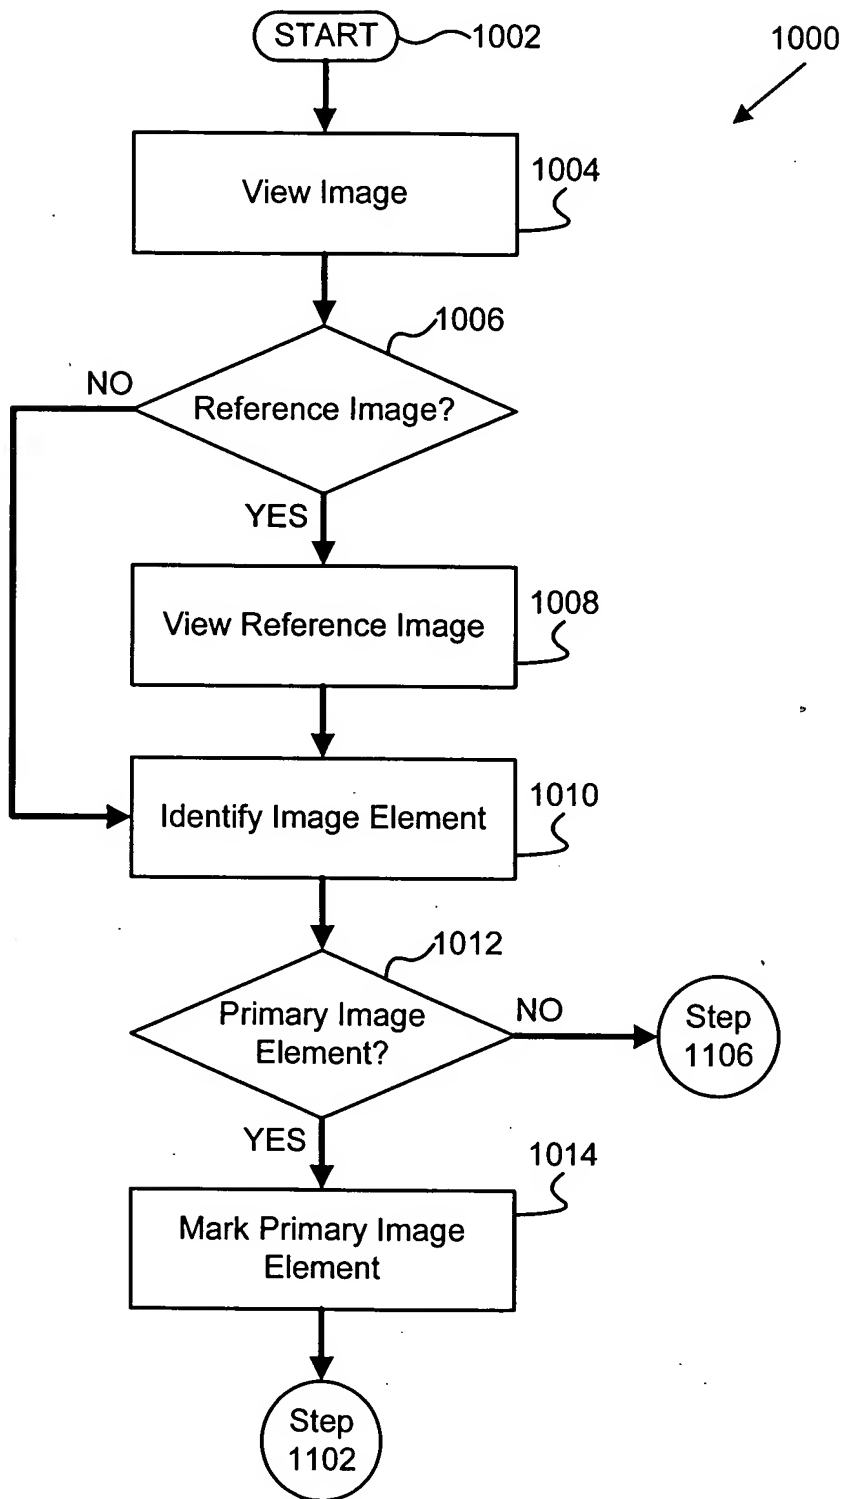 START
1002
1000
View Image
1004
1006
NO
Reference Image?
YES
1008
View Reference Image
1010
Identify Image Element
1012
Primary Image
Element?
NO
Step
1106
YES
1014
Mark Primary Image
Element
Step
1102